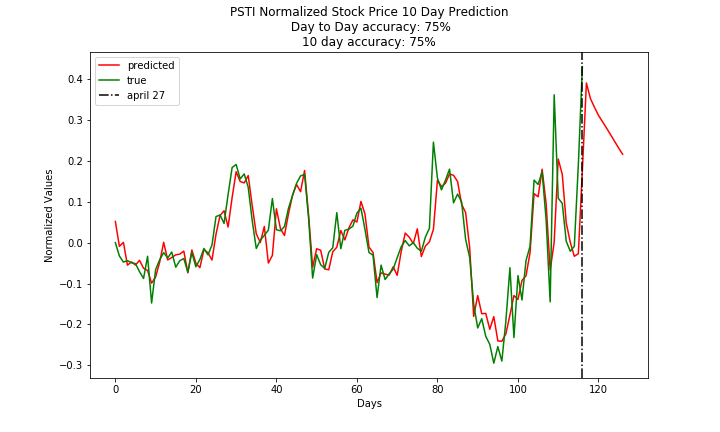 PSTI Normalized Stock Price 10 Day Prediction
Day to Day accuracy: 75%
10 day accuracy: 75%
predicted
true
april 27
0.4
0.3
0.2
0.1
0.0
−0.1
−0.2
−0.3
Normalized Values
0 20 40 60 80 100 120
Days